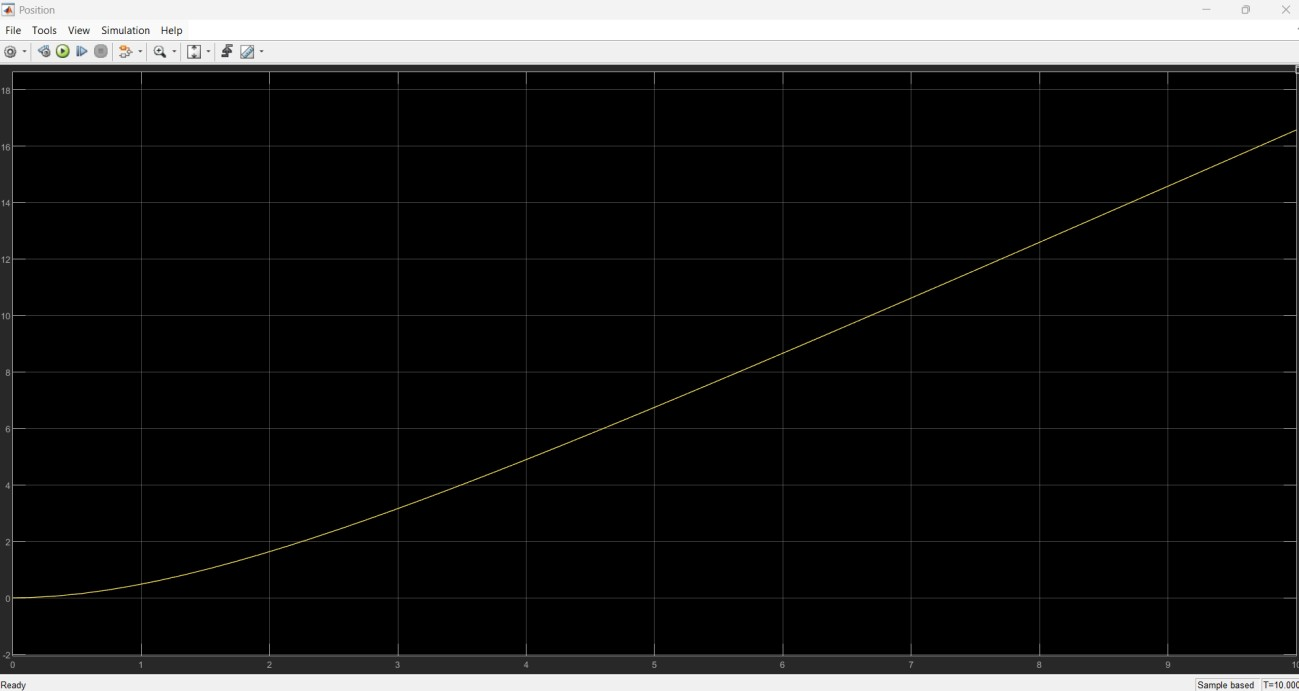 Position
File Tools View Simulation Help
18
16
14
12
10
8
6
4
2
0
-2
0 1 2 3 4 5 6 7 8 9 10
Ready
Sample based T=10.000